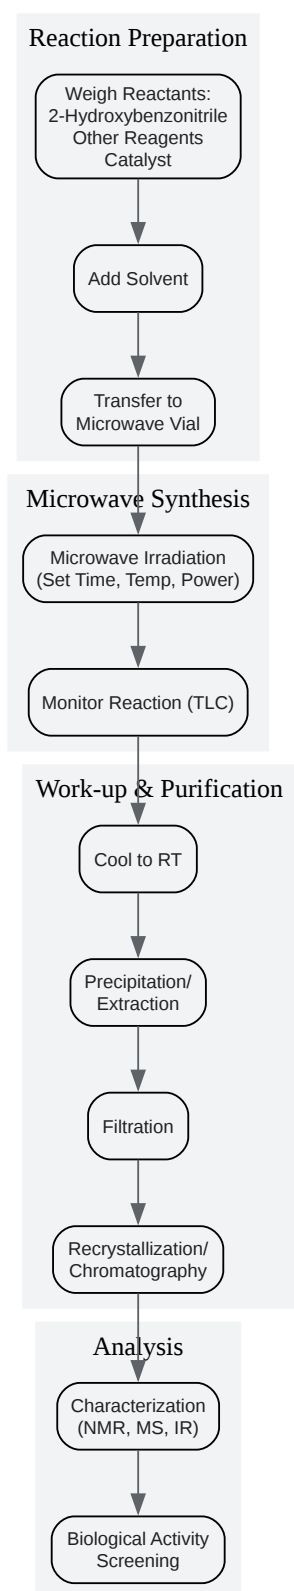 Reaction Preparation
Weigh Reactants:
2-Hydroxybenzonitrile
Other Reagents
Catalyst
Add Solvent
Transfer to
Microwave Vial
Microwave Synthesis
Microwave Irradiation
(Set Time, Temp, Power)
Monitor Reaction (TLC)
Work-up & Purification
Cool to RT
Precipitation/
Extraction
Filtration
Recrystallization/
Chromatography
Analysis
Characterization
(NMR, MS, IR)
Biological Activity
Screening